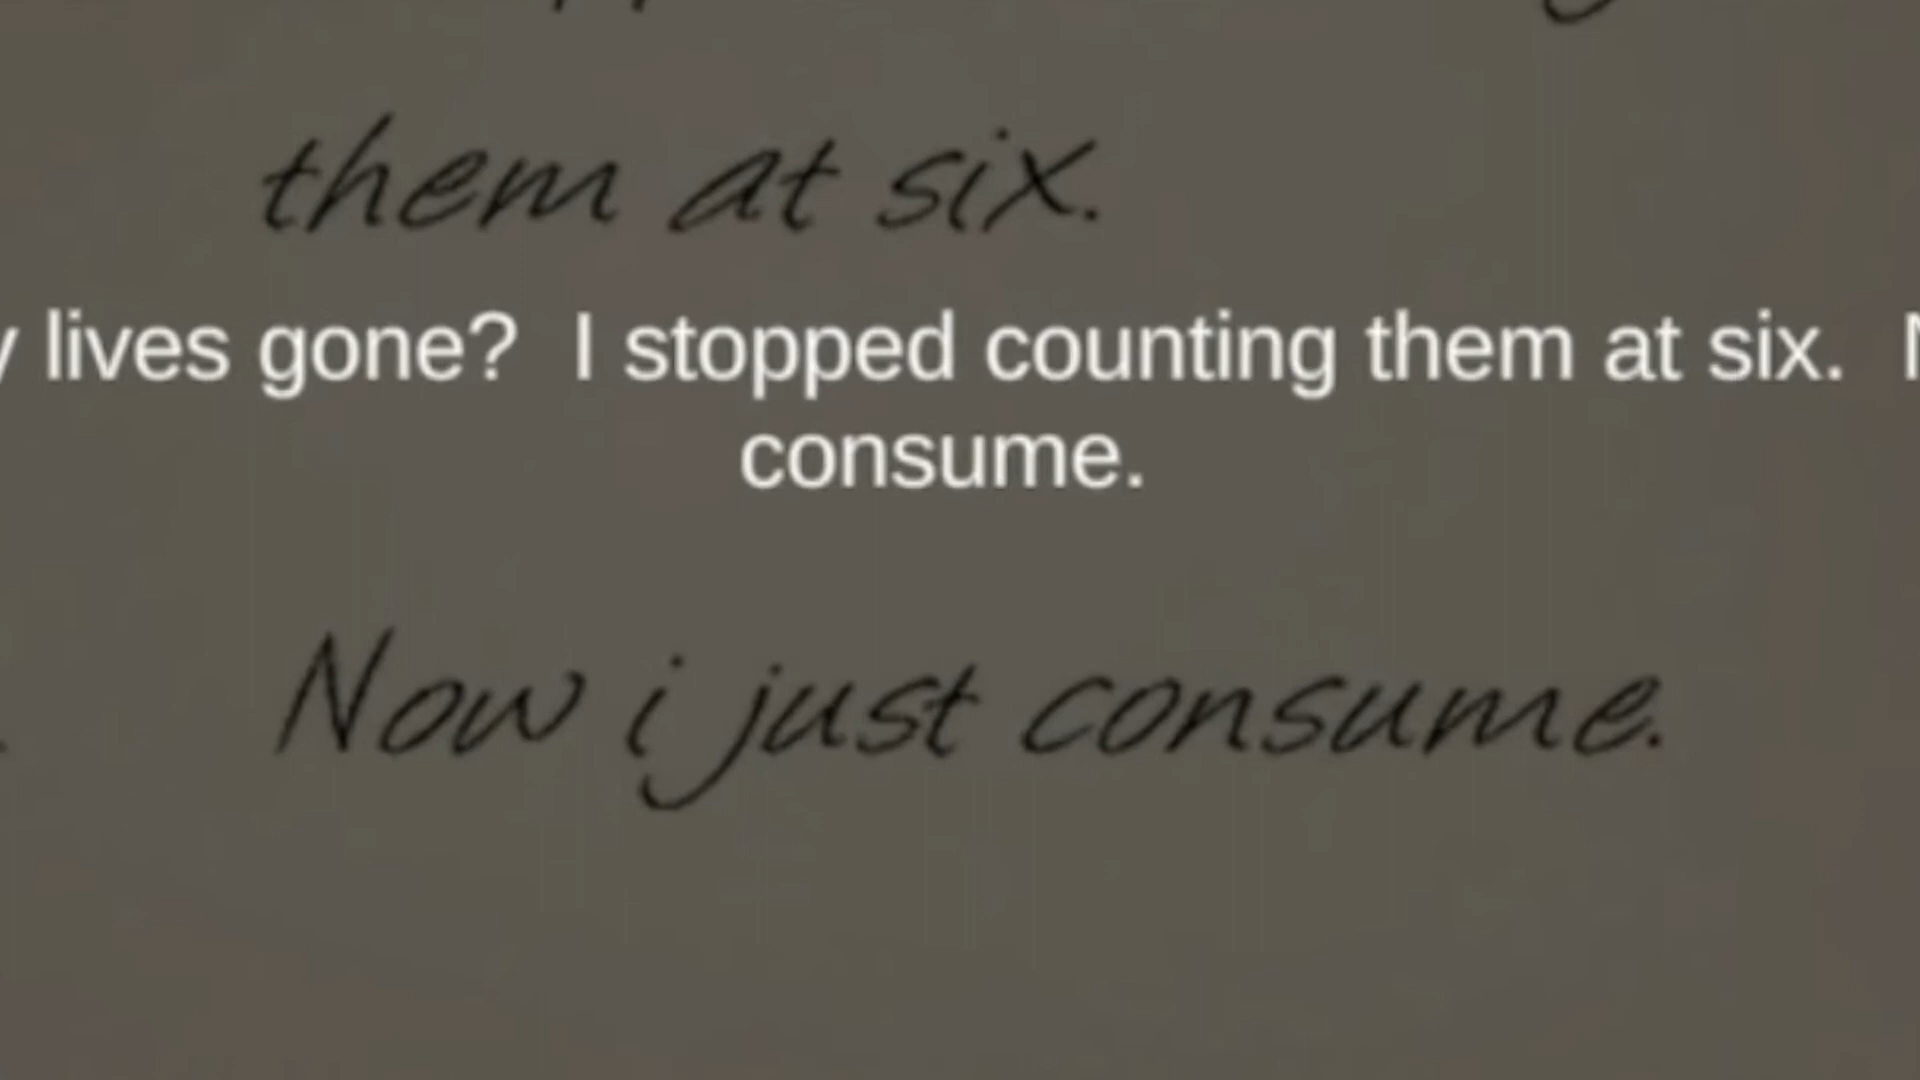 them at six.
lives gone? I stopped counting them at six.
consume.
Now i just consume.